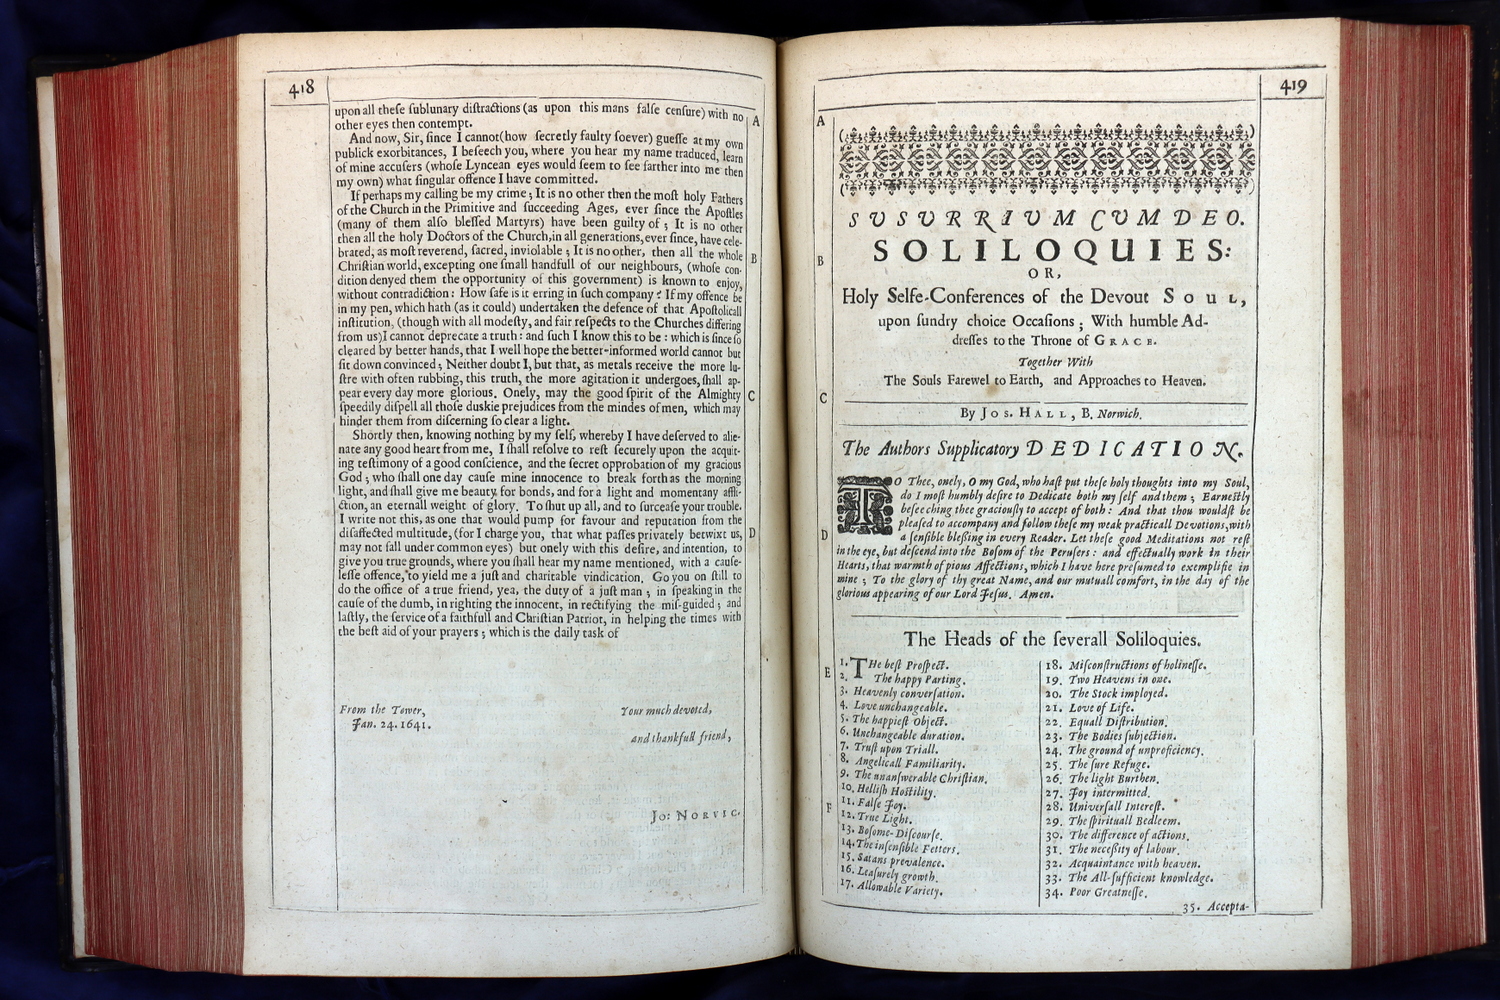 418
upon all these sublunary distractions (as upon this mans false censure) with no
other eyes then contempt.
And now, Sir, since I cannot (how secretly faulty soever) guesse at my own
publick exorbitances, I beseech you, where you hear my name traduced, learn
of mine accusers (whose Lyncean eyes would seem to see farther into me then
my own) what singular offence I have committed.
If perhaps my calling be my crime; It is no other then the most holy Fathers
of the Church in the Primitive and succeeding Ages, ever since the Apostles
(many of them also blessed Martyrs) have been guilty of; It is no other
then all the holy Doctors of the Church, in all generations, ever since, have cele-
brated, as most reverend, sacred, inviolable; It is no other, then all the whole
Christian world, excepting one small handfull of our neighbours, (whose con-
dition denyed them the opportunity of this government) is known to enjoy,
without contradiction: How safe is it erring in such company? If my offence be
in my pen, which hath (as it could) undertaken the defence of that Apostolicall
institution, (though with all modesty, and fair respects to the Churches differing
from us) I cannot deprecate a truth: and such I know this to be: which is since so
cleared by better hands, that I well hope the better-informed world cannot but
sit down convinced; Neither doubt I, but that, as metals receive the more lu-
stre with often rubbing, this truth, the more agitation it undergoes, shall ap-
pear every day more glorious. Onely, may the good spirit of the Almighty
speedily dispell all those duskie prejudices from the mindes of men, which may
hinder them from discerning so clear a light.
Shortly then, knowing nothing by my self, whereby I have deserved to alie-
nate any good heart from me, I shall resolve to rest securely upon the acquit-
ing testimony of a good conscience, and the secret opprobation of my gracious
God; who shall one day cause mine innocence to break forth as the morning
light, and shall give me beauty for bonds, and for a light and momentany affli-
ction, an eternall weight of glory. To shut up all, and to surcease your trouble.
I write not this, as one that would pump for favour and reputation from the
disaffected multitude, (for I charge you, that what passes privately betwixt us,
may not fall under common eyes) but onely with this desire, and intention, to
give you true grounds, where you shall hear my name mentioned, with a cause-
lesse offence, to yield me a just and charitable vindication. Go you on still to
do the office of a true friend, yea, the duty of a just man; in speaking in the
cause of the dumb, in righting the innocent, in rectifying the mis-guided; and
lastly, the service of a faithfull and Christian Patriot, in helping the times with
the best aid of your prayers; which is the daily task of
From the Tower,
Jan. 24. 1641.
Your much devoted,
and thankfull friend,
Jo: NORVIC.
A
B
C
D
419
A
B
C
D
E
F
SVSVRRIVM CVM DEO.
SOLILOQUIES:
OR,
Holy Selfe-Conferences of the Devout SOUL,
upon sundry choice Occasions; With humble Ad-
dresses to the Throne of GRACE.
Together With
The Souls Farewel to Earth, and Approaches to Heaven.
By Jos. HALL, B. Norwich.
The Authors Supplicatory DEDICATION.
TO Thee, onely, O my God, who hast put these holy thoughts into my Soul,
do I most humbly desire to Dedicate both my self and them; Earnestly
beseeching thee graciously to accept of both: And that thou wouldst be
pleased to accompany and follow these my weak practicall Devotions, with
a sensible blessing in every Reader. Let these good Meditations not rest
in the eye, but descend into the Bosom of the Perusers: and effectually work in their
Hearts, that warmth of pious Affections, which I have here presumed to exemplifie in
mine; To the glory of thy great Name, and our mutuall comfort, in the day of the
glorious appearing of our Lord Jesus. Amen.
The Heads of the severall Soliloquies.
1. THe best Prospect.
2. The happy Parting.
3. Heavenly conversation.
4. Love unchangeable.
5. The happiest Object.
6. Unchangeable duration.
7. Trust upon Triall.
8. Angelicall Familiarity.
9. The unanswerable Christian.
10. Hellish Hostility.
11. False Joy.
12. True Light.
13. Bosome-Discourse.
14. The insensible Fetters.
15. Satans prevalence.
16. Leasurely growth.
17. Allowable Variety.
18. Misconstructions of holinesse.
19. Two Heavens in one.
20. The Stock imployed.
21. Love of Life.
22. Equall Distribution.
23. The Bodies subjection.
24. The ground of unproficiency.
25. The sure Refuge.
26. The light Burthen.
27. Joy intermitted.
28. Universall Interest.
29. The spirituall Bedleem.
30. The difference of actions.
31. The necessity of labour.
32. Acquaintance with heaven.
33. The All-sufficient knowledge.
34. Poor Greatnesse.
35. Accepta-